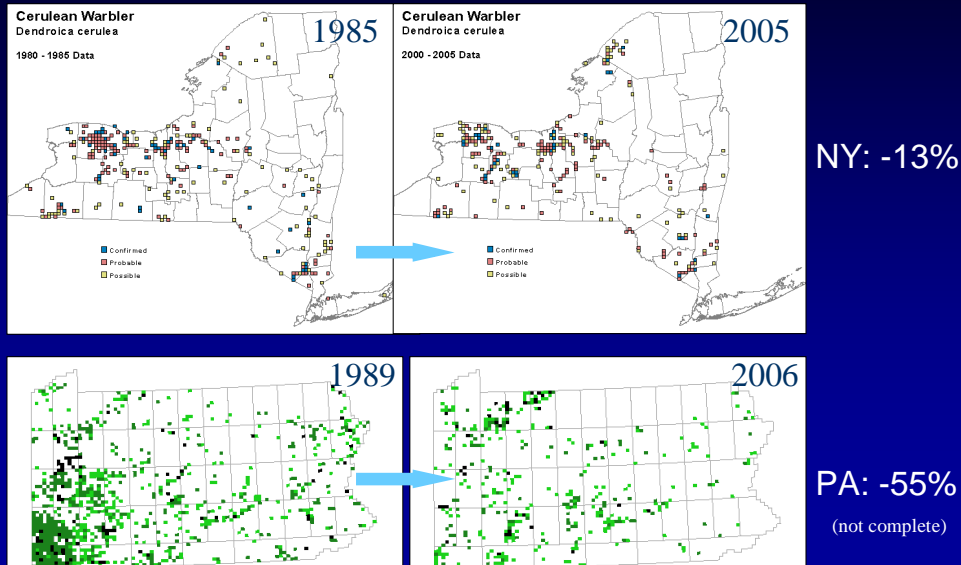 Cerulean Warbler
Dendroica cerulea
1985
1980 - 1985 Data
Confirmed
Probable
Possible
Cerulean Warbler
Dendroica cerulea
2005
2000 - 2005 Data
Confirmed
Probable
Possible
NY: -13%
1989
2006
PA: -55%
(not complete)